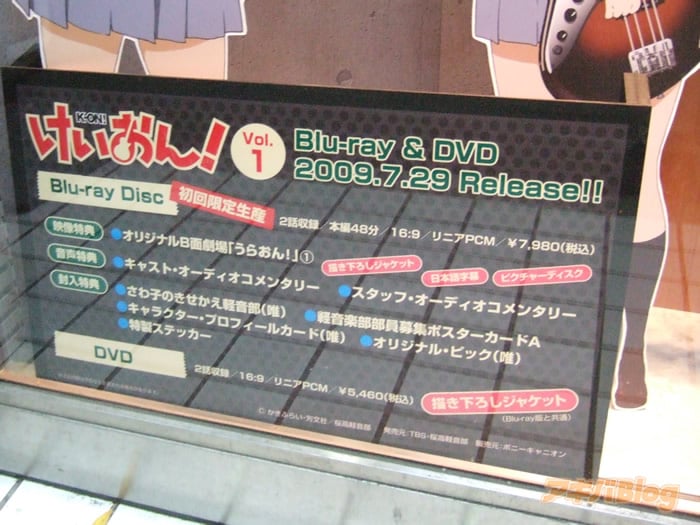 K-ON!
けいおん!
Vol.
1
Blu-ray & DVD
2009.7.29 Release!!
Blu-ray Disc
初回限定生産
2話収録/本編48分/16:9/リニアPCM/¥7,980(税込)
映像特典
●オリジナルB面劇場「うらおん!」①
描き下ろしジャケット
日本語字幕
ピクチャーディスク
音声特典
●キャスト・オーディオコメンタリー
●スタッフ・オーディオコメンタリー
封入特典
●さわ子のきせかえ軽音部(唯)
●軽音楽部部員募集ポスターカードA
●キャラクター・プロフィールカード(唯)
●オリジナル・ピック(唯)
●特製ステッカー
DVD
2話収録/16:9/リニアPCM/¥5,460(税込)
描き下ろしジャケット
(Blu-ray版と共通)
C かきふらい・芳文社/桜高軽音部 発売元:TBS・桜高軽音部 販売元:ポニーキャニオン
アキバBlog